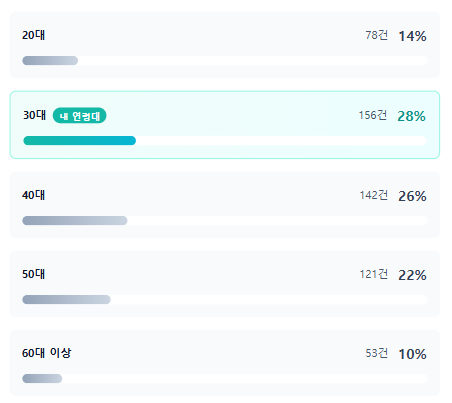 20대 78건 14%
30대 내 연령대 156건 28%
40대 142건 26%
50대 121건 22%
60대 이상 53건 10%